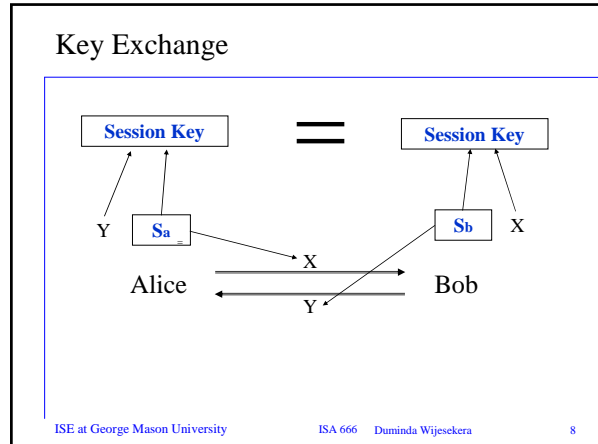 Key Exchange
Session Key = Session Key
Y Sa = Sb X
X
Alice Bob
Y
ISE at George Mason University ISA 666 Duminda Wijesekera 8